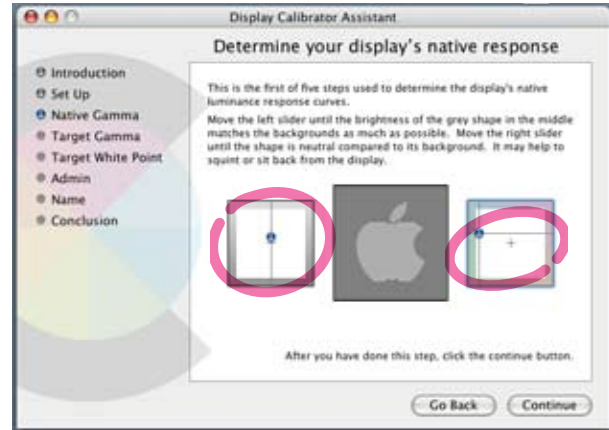 Display Calibrator Assistant
Determine your display's native response
Introduction
Set Up
Native Gamma
Target Gamma
Target White Point
Admin
Name
Conclusion
This is the first of five steps used to determine the display's native
luminance response curves.
Move the left slider until the brightness of the grey shape in the middle
matches the backgrounds as much as possible. Move the right slider
until the shape is neutral compared to its background. It may help to
squint or sit back from the display.
After you have done this step, click the continue button.
Go Back
Continue